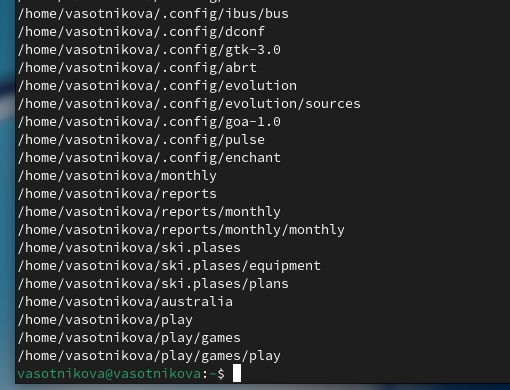 /home/vasotnikova/.config/ibus/bus
/home/vasotnikova/.config/dconf
/home/vasotnikova/.config/gtk-3.0
/home/vasotnikova/.config/abrt
/home/vasotnikova/.config/evolution
/home/vasotnikova/.config/evolution/sources
/home/vasotnikova/.config/goa-1.0
/home/vasotnikova/.config/pulse
/home/vasotnikova/.config/enchant
/home/vasotnikova/monthly
/home/vasotnikova/reports
/home/vasotnikova/reports/monthly
/home/vasotnikova/reports/monthly/monthly
/home/vasotnikova/ski.plases
/home/vasotnikova/ski.plases/equipment
/home/vasotnikova/ski.plases/plans
/home/vasotnikova/australia
/home/vasotnikova/play
/home/vasotnikova/play/games
/home/vasotnikova/play/games/play
vasotnikova@vasotnikova:~$